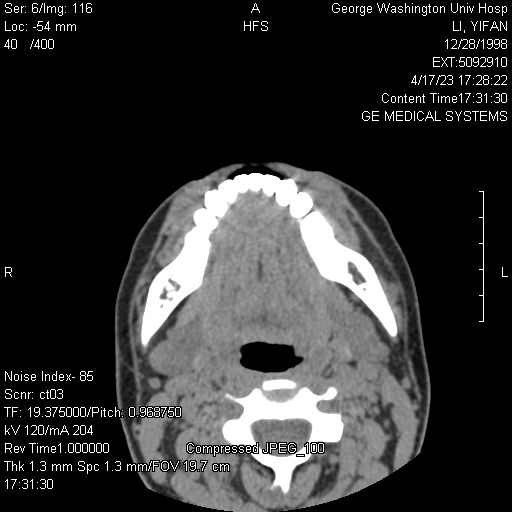 Ser: 6/Img: 116
Loc: -54 mm
40 /400
A
HFS
George Washington Univ Hosp
LI, YIFAN
12/28/1998
EXT:5092910
4/17/23 17:28:22
Content Time17:31:30
GE MEDICAL SYSTEMS
R
L
Noise Index- 85
Scnr: ct03
TF: 19.375000/Pitch: 0.968750
kV 120/mA 204
Rev Time1.000000
Compressed JPEG_100
Thk 1.3 mm Spc 1.3 mm/FOV 19.7 cm
17:31:30